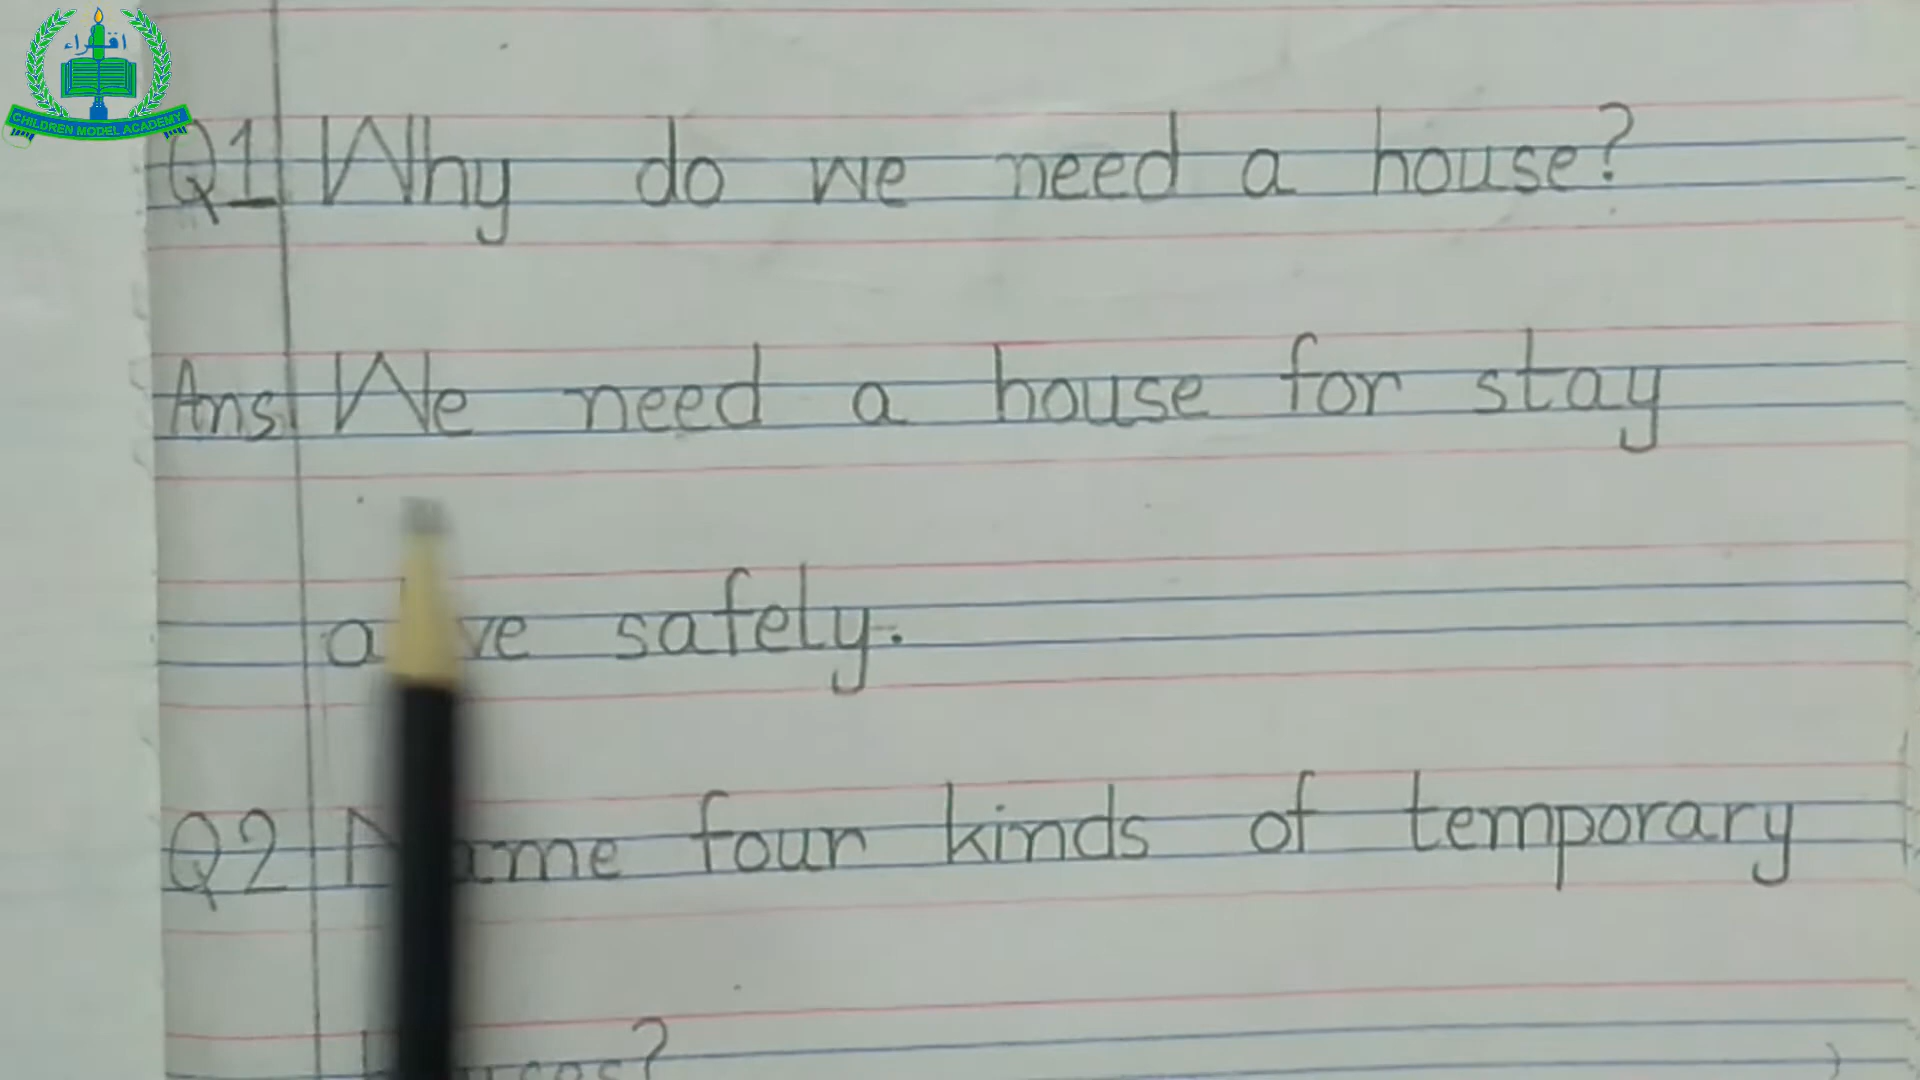 اقراء
CHILDREN MODEL ACADEMY
Q1 Why do we need a house?
Ans We need a house for stay
safely.
Q2 Name four kinds of temporary